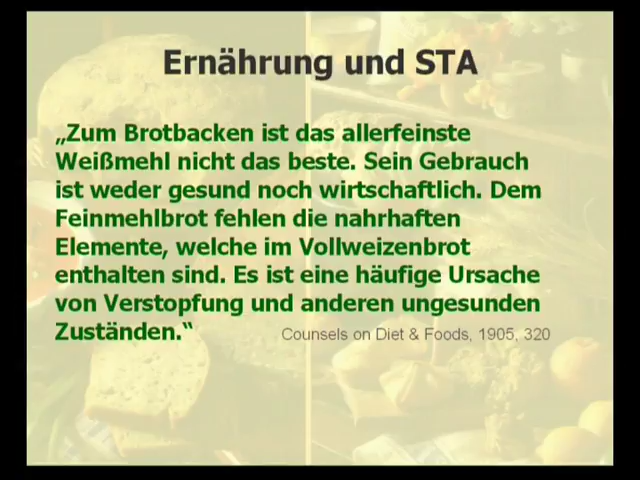 Ernährung und STA
„Zum Brotbacken ist das allerfeinste
Weißmehl nicht das beste. Sein Gebrauch
ist weder gesund noch wirtschaftlich. Dem
Feinmehlbrot fehlen die nahrhaften
Elemente, welche im Vollweizenbrot
enthalten sind. Es ist eine häufige Ursache
von Verstopfung und anderen ungesunden
Zuständen.“ Counsels on Diet & Foods, 1905, 320